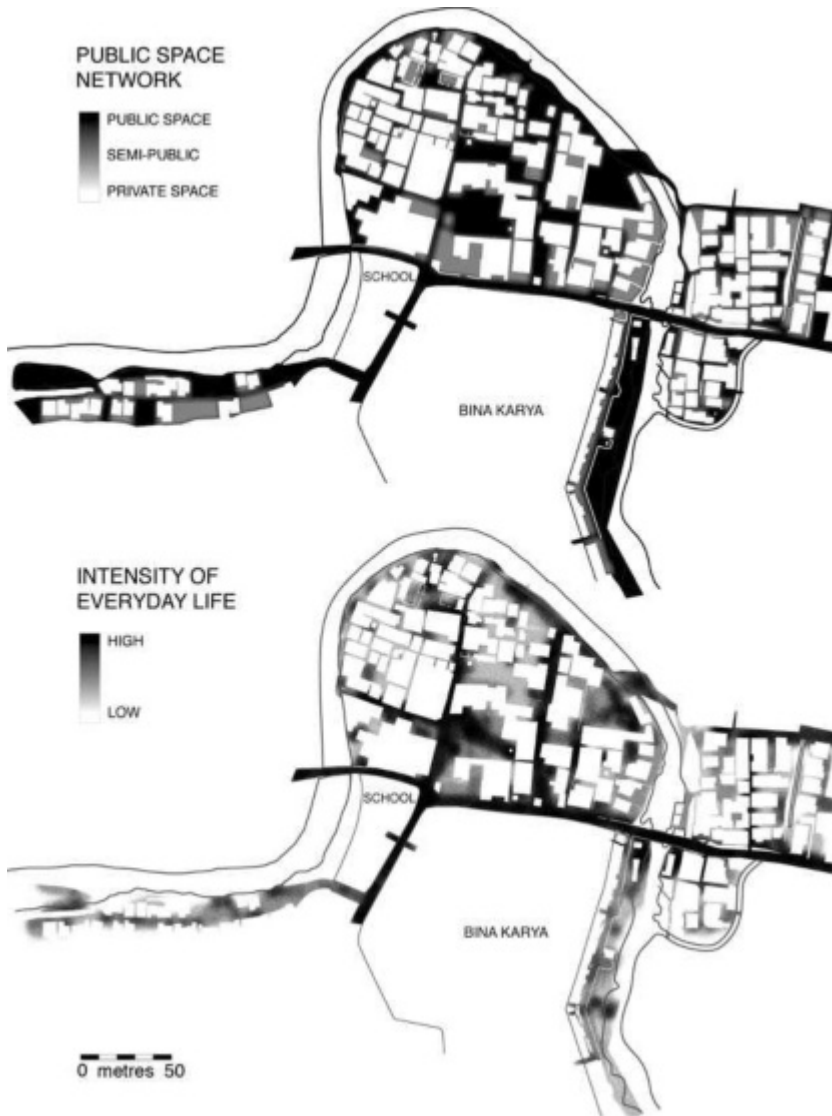 PUBLIC SPACE
NETWORK
PUBLIC SPACE
SEMI-PUBLIC
PRIVATE SPACE
SCHOOL
BINA KARYA
INTENSITY OF
EVERYDAY LIFE
HIGH
LOW
SCHOOL
BINA KARYA
0 metres 50